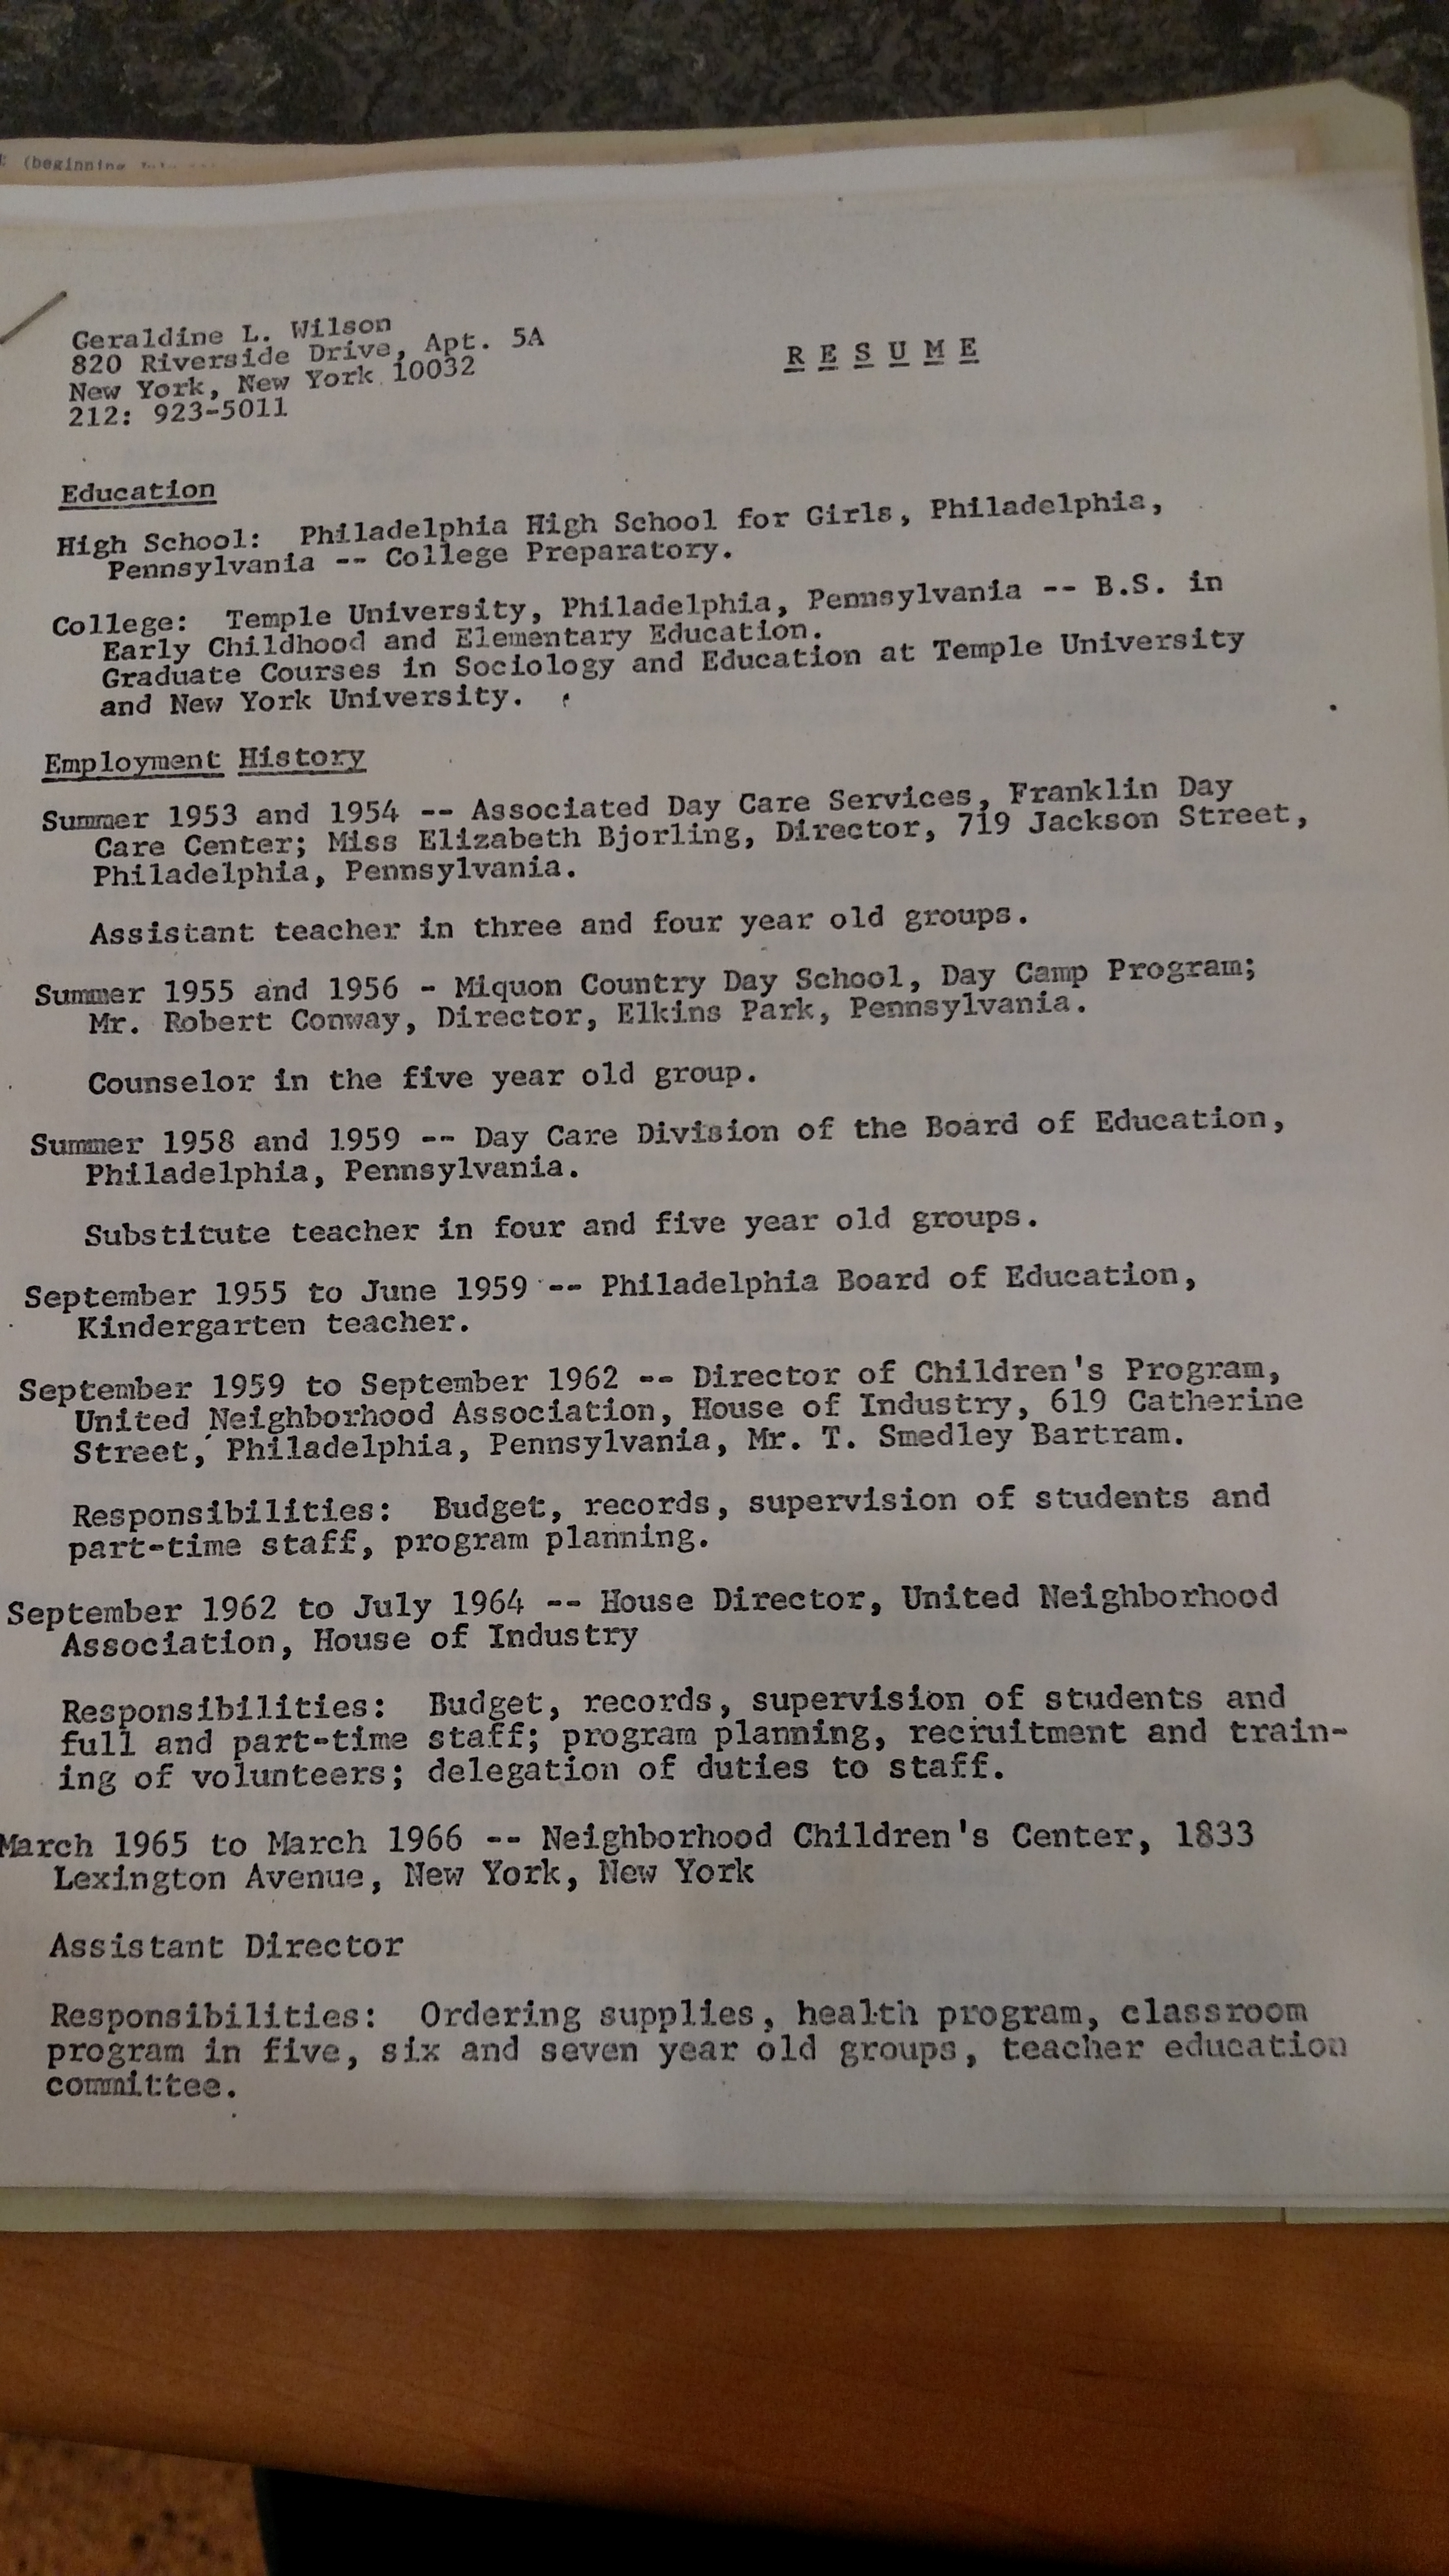 (beginning
Geraldine L. Wilson
820 Riverside Drive, Apt. 5A
New York, New York 10032
212: 923-5011
R E S U M E
Education
High School: Philadelphia High School for Girls, Philadelphia,
Pennsylvania -- College Preparatory.
College: Temple University, Philadelphia, Pennsylvania -- B.S. in
Early Childhood and Elementary Education.
Graduate Courses in Sociology and Education at Temple University
and New York University.
Employment History
Summer 1953 and 1954 -- Associated Day Care Services, Franklin Day
Care Center; Miss Elizabeth Bjorling, Director, 719 Jackson Street,
Philadelphia, Pennsylvania.
Assistant teacher in three and four year old groups.
Summer 1955 and 1956 - Miquon Country Day School, Day Camp Program;
Mr. Robert Conway, Director, Elkins Park, Pennsylvania.
Counselor in the five year old group.
Summer 1958 and 1959 -- Day Care Division of the Board of Education,
Philadelphia, Pennsylvania.
Substitute teacher in four and five year old groups.
September 1955 to June 1959 -- Philadelphia Board of Education,
Kindergarten teacher.
September 1959 to September 1962 -- Director of Children's Program,
United Neighborhood Association, House of Industry, 619 Catherine
Street, Philadelphia, Pennsylvania, Mr. T. Smedley Bartram.
Responsibilities: Budget, records, supervision of students and
part-time staff, program planning.
September 1962 to July 1964 -- House Director, United Neighborhood
Association, House of Industry
Responsibilities: Budget, records, supervision of students and
full and part-time staff; program planning, recruitment and train-
ing of volunteers; delegation of duties to staff.
March 1965 to March 1966 -- Neighborhood Children's Center, 1833
Lexington Avenue, New York, New York
Assistant Director
Responsibilities: Ordering supplies, health program, classroom
program in five, six and seven year old groups, teacher education
committee.